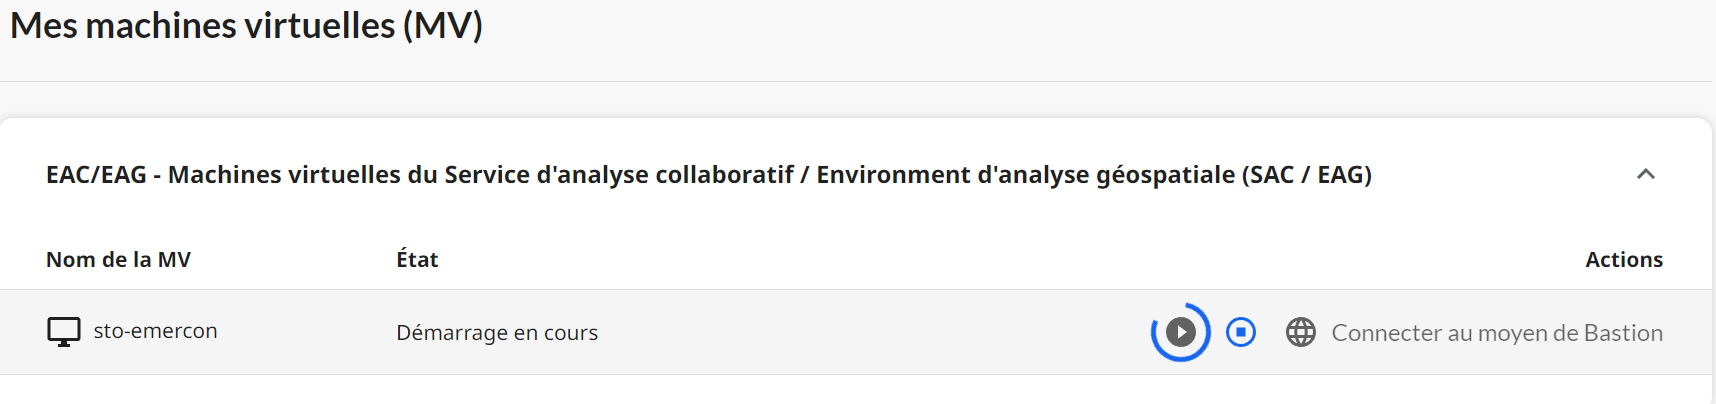 Mes machines virtuelles (MV)
EAC/EAG - Machines virtuelles du Service d'analyse collaboratif / Environment d'analyse géospatiale (SAC / EAG)
Nom de la MV État Actions
sto-emercon Démarrage en cours Connecter au moyen de Bastion